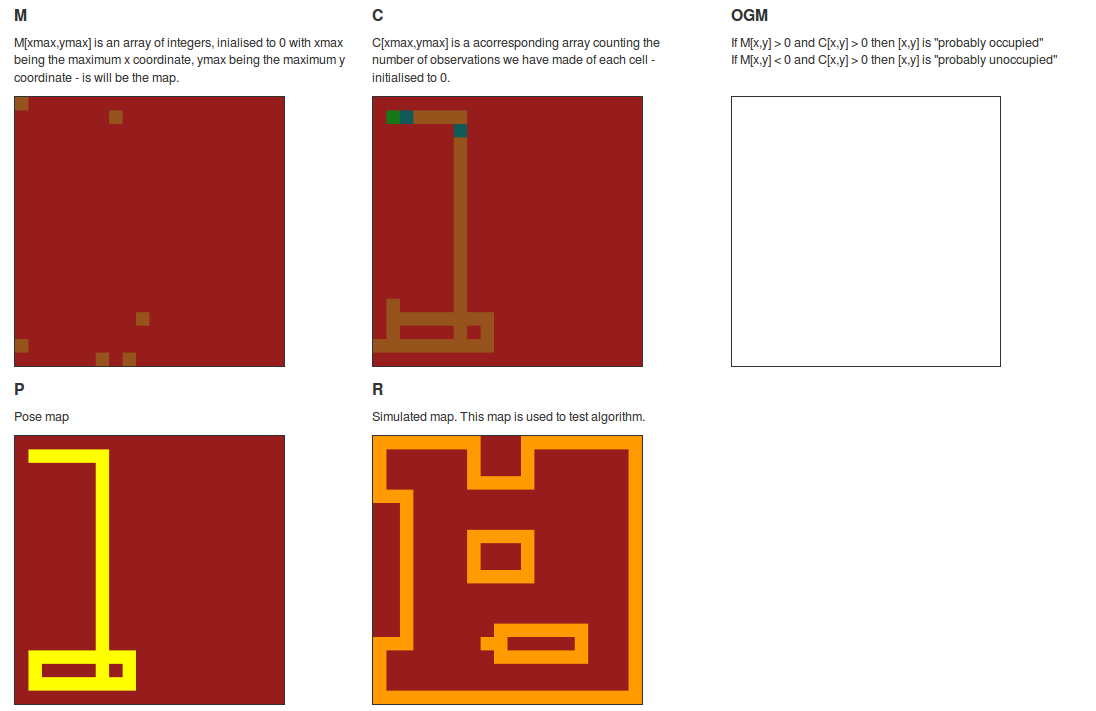 M
M[xmax,ymax] is an array of integers, inialised to 0 with xmax
being the maximum x coordinate, ymax being the maximum y
coordinate - is will be the map.
C
C[xmax,ymax] is a acorresponding array counting the
number of observations we have made of each cell -
initialised to 0.
OGM
If M[x,y] > 0 and C[x,y] > 0 then [x,y] is "probably occupied"
If M[x,y] < 0 and C[x,y] > 0 then [x,y] is "probably unoccupied"
P
Pose map
R
Simulated map. This map is used to test algorithm.